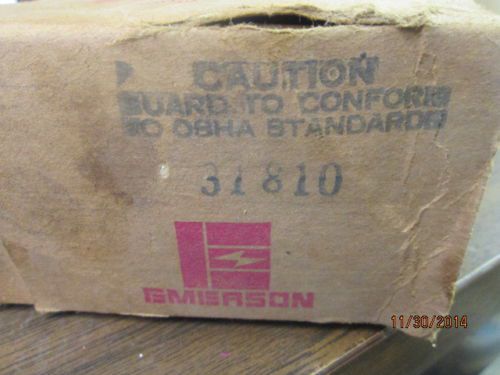 CAUTION
GUARD TO CONFORM
TO OSHA STANDARDS
31810
EMERSON
11/30/2014